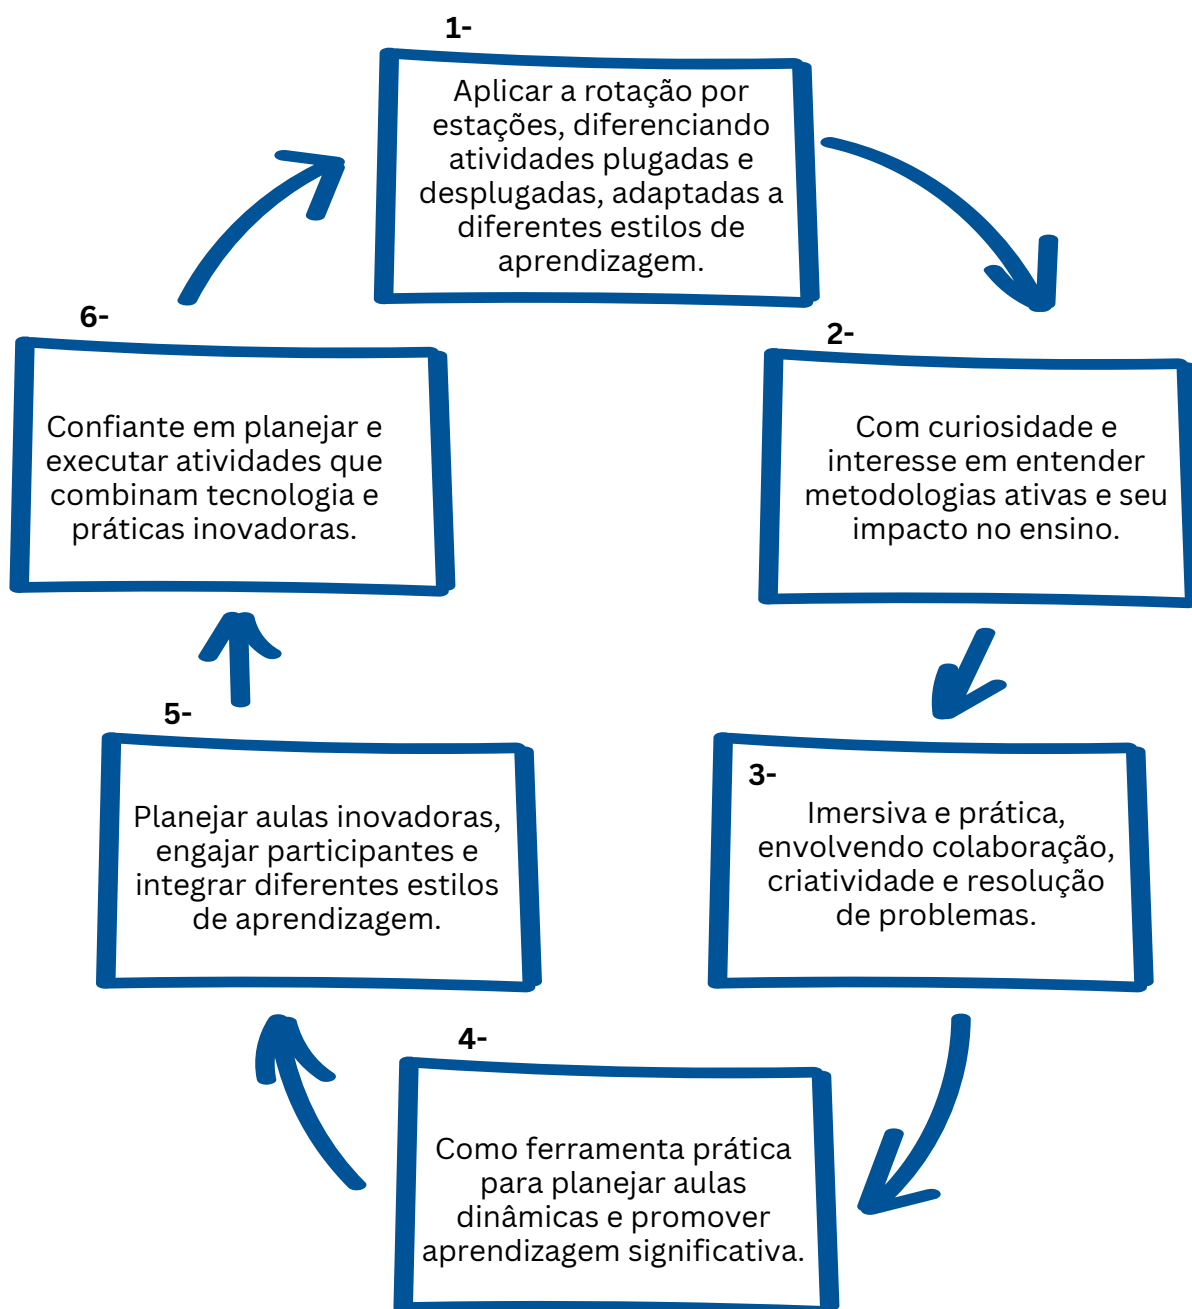 1-
Aplicar a rotação por
estações, diferenciando
atividades plugadas e
desplugadas, adaptadas a
diferentes estilos de
aprendizagem.
2-
Com curiosidade e
interesse em entender
metodologias ativas e seu
impacto no ensino.
3-
Imersiva e prática,
envolvendo colaboração,
criatividade e resolução
de problemas.
4-
Como ferramenta prática
para planejar aulas
dinâmicas e promover
aprendizagem significativa.
5-
Planejar aulas inovadoras,
engajar participantes e
integrar diferentes estilos
de aprendizagem.
6-
Confiante em planejar e
executar atividades que
combinam tecnologia e
práticas inovadoras.